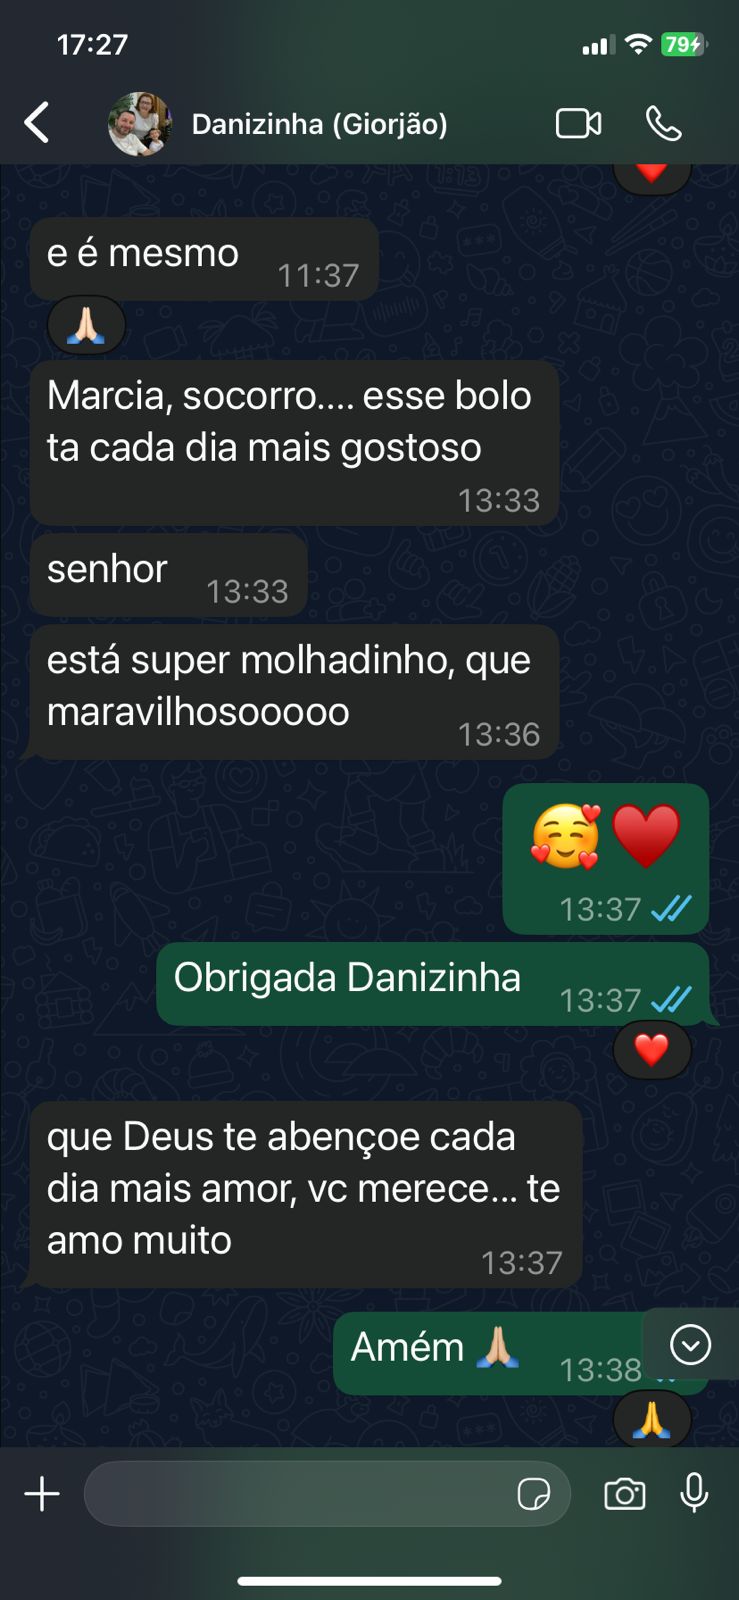 17:27
79
Danizinha (Giorjão)
e é mesmo
11:37
Marcia, socorro.... esse bolo
ta cada dia mais gostoso
13:33
senhor
13:33
está super molhadinho, que
maravilhosooooo
13:36
13:37
Obrigada Danizinha
13:37
que Deus te abençoe cada
dia mais amor, vc merece... te
amo muito
13:37
Amém
13:38